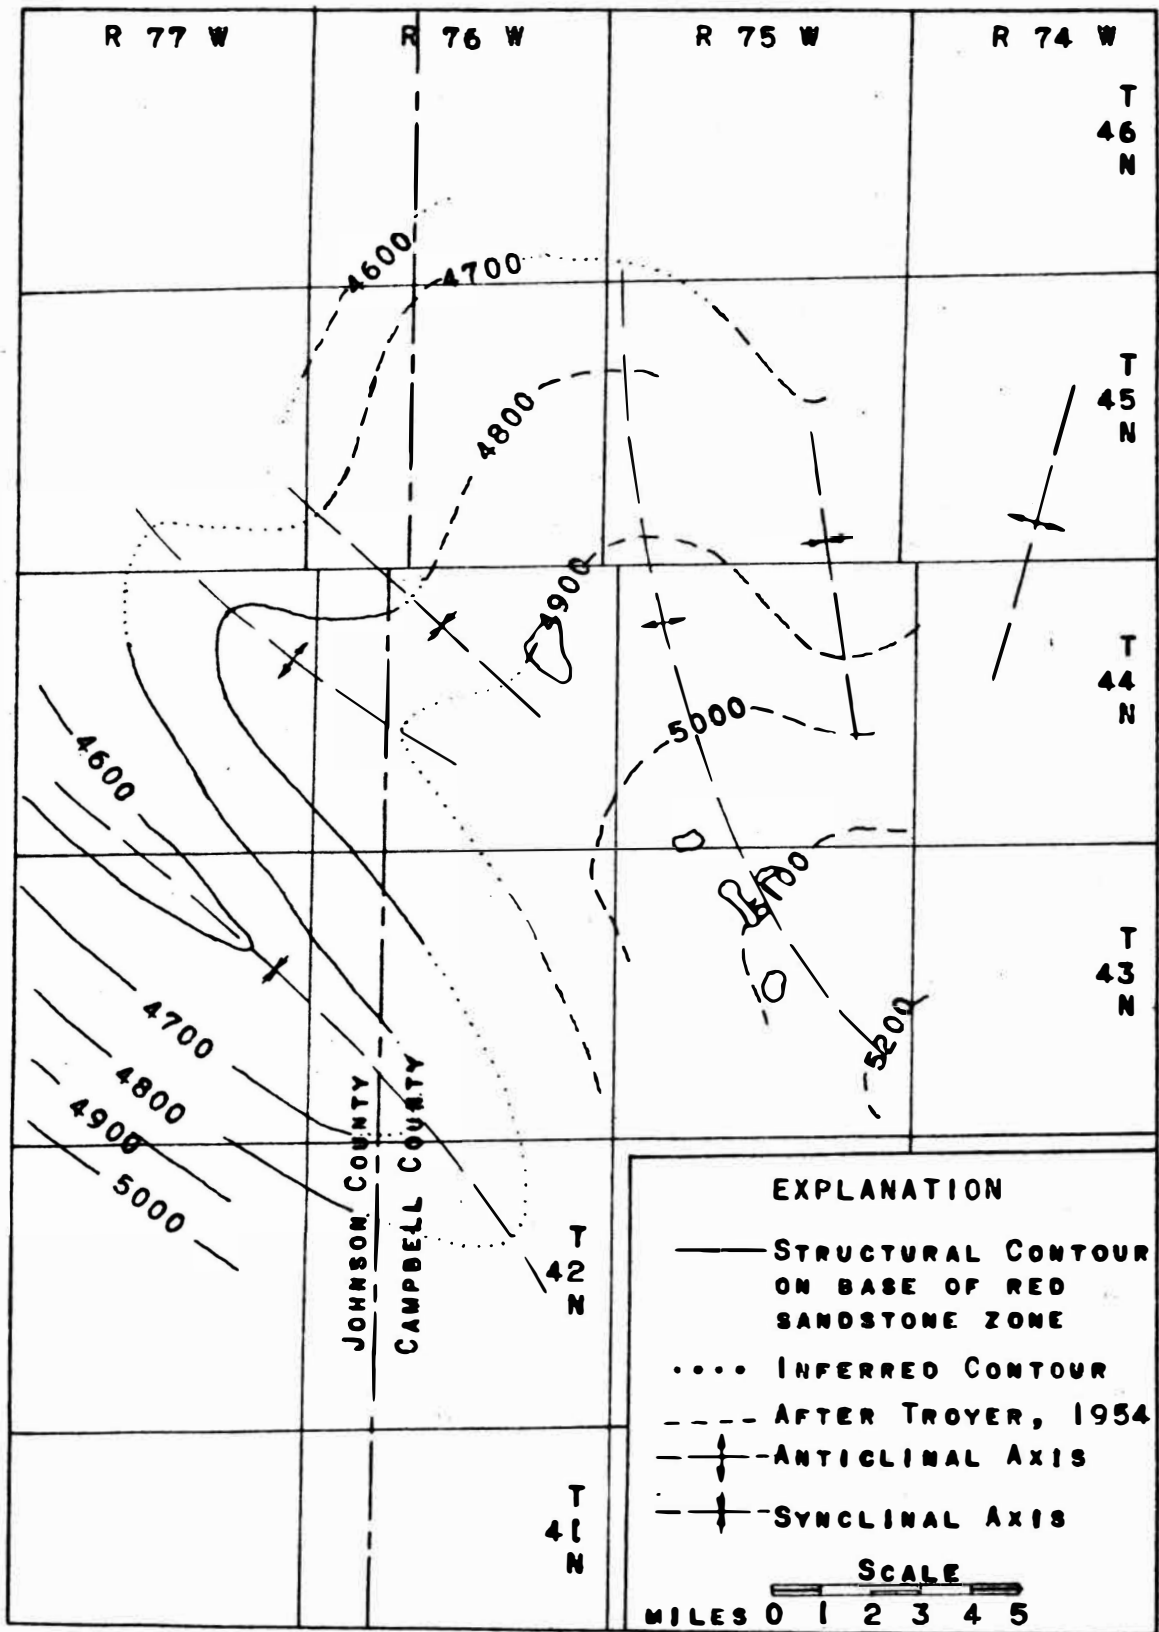 R 77 W
R 76 W
R 75 W
R 74 W
T
46
N
4600
4700
T
45
N
4800
4900
T
44
N
5000
4600
5100
T
43
N
5200
4700
4800
4900
5000
JOHNSON COUNTY
CAMPBELL COUNTY
T
42
N
T
41
N
EXPLANATION
STRUCTURAL CONTOUR
ON BASE OF RED
SANDSTONE ZONE
INFERRED CONTOUR
AFTER TROYER, 1954
ANTICLINAL AXIS
SYNCLINAL AXIS
SCALE
MILES 0 1 2 3 4 5